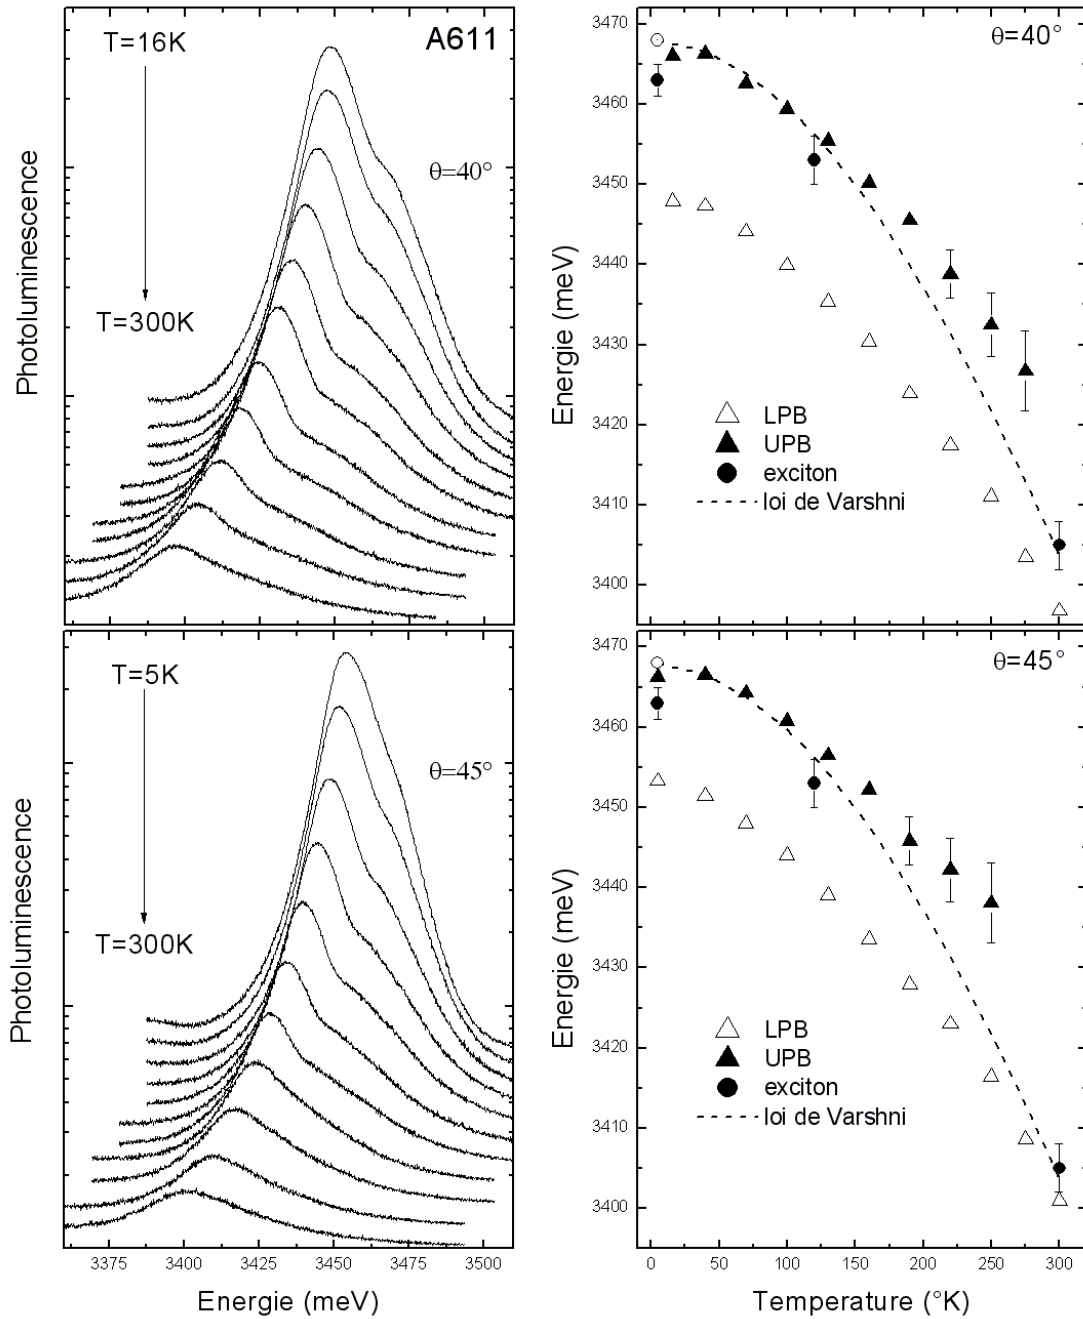 A611
T=16K
θ=40°
T=300K
Photoluminescence
3470
3460
3450
3440
3430
3420
3410
3400
Energie (meV)
θ=40°
LPB
UPB
exciton
loi de Varshni
T=5K
θ=45°
T=300K
Photoluminescence
3375 3400 3425 3450 3475 3500
Energie (meV)
3470
3460
3450
3440
3430
3420
3410
3400
Energie (meV)
θ=45°
LPB
UPB
exciton
loi de Varshni
0 50 100 150 200 250 300
Temperature (°K)